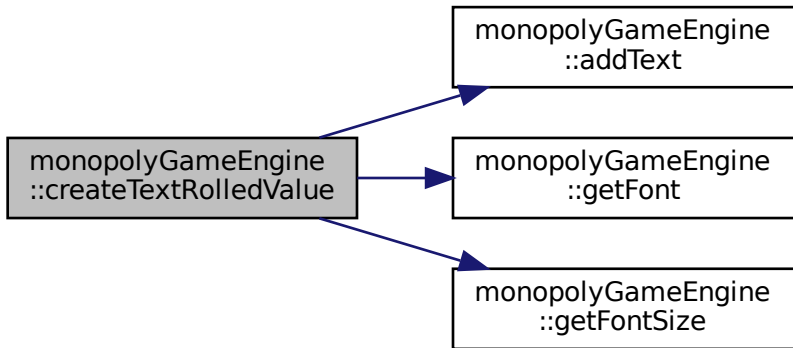 monopolyGameEngine
::addText
monopolyGameEngine
::createTextRolledValue
monopolyGameEngine
::getFont
monopolyGameEngine
::getFontSize